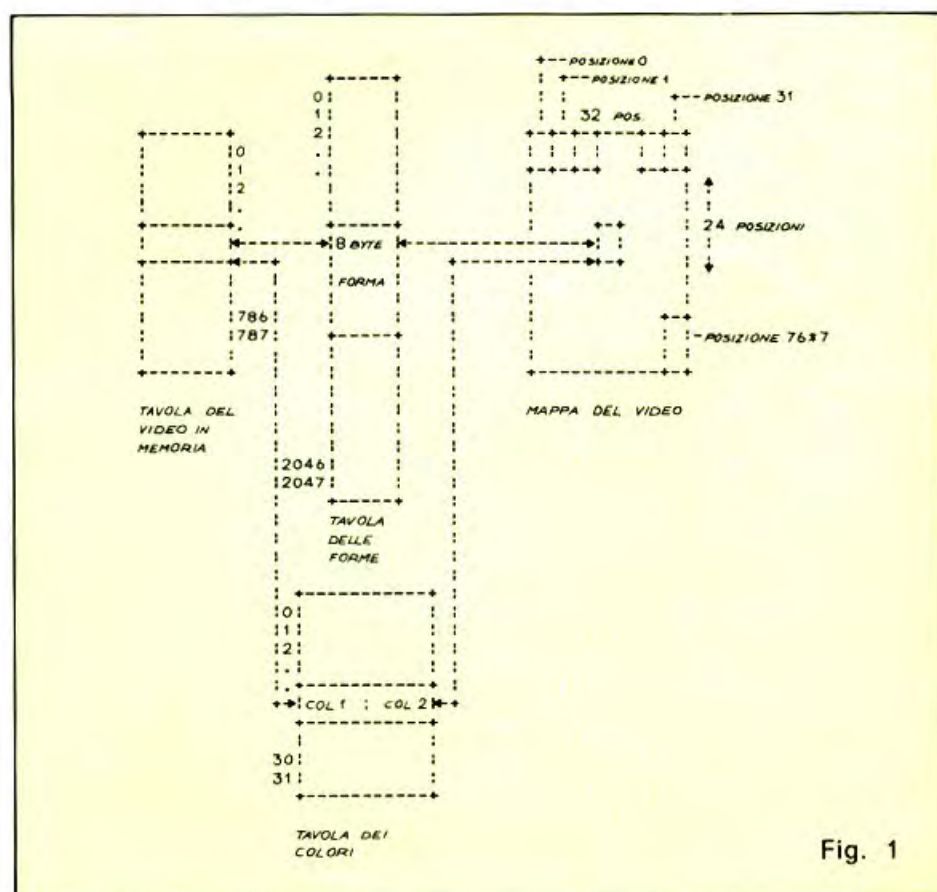 POSIZIONE 0
POSIZIONE 1
POSIZIONE 31
32 POS.
0
1
2
.
.
0
1
2
.
.
24 POSIZIONI
8 BYTE
FORMA
786
787
POSIZIONE 76%7
TAVOLA DEL
VIDEO IN
MEMORIA
MAPPA DEL VIDEO
2046
2047
TAVOLA
DELLE
FORME
0
1
2
.
.
COL 1 : COL 2
30
31
TAVOLA DEI
COLORI
Fig. 1